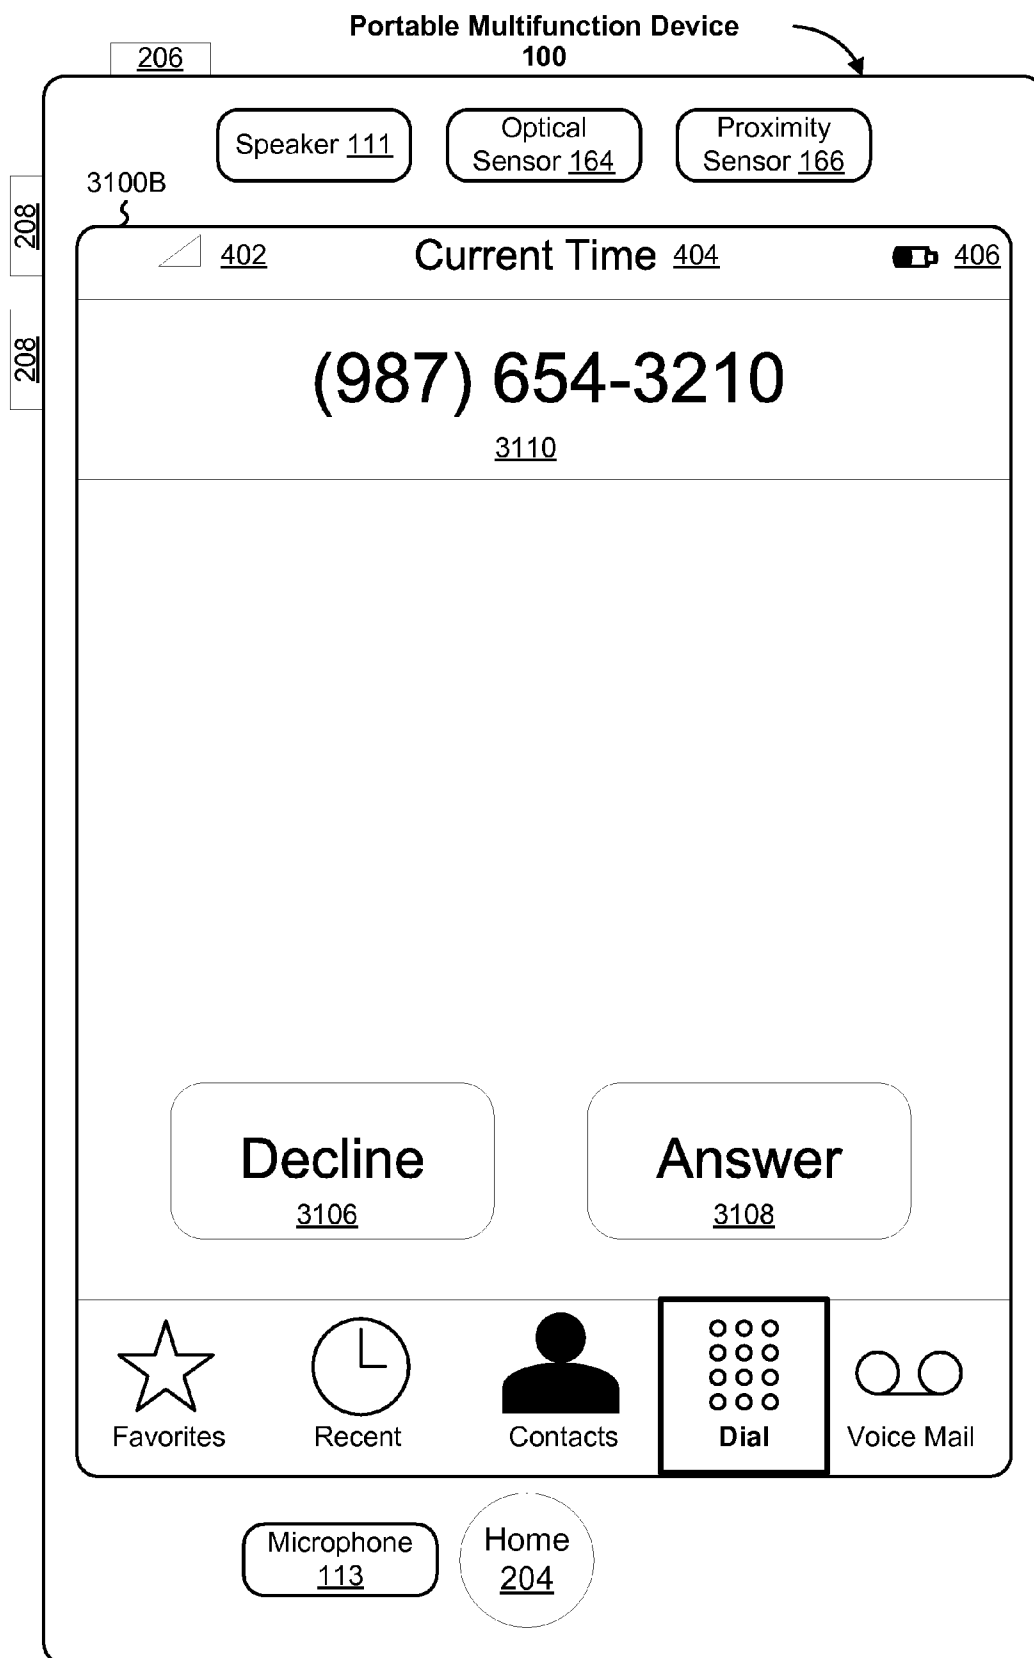 Portable Multifunction Device
100
206
Speaker 111
Optical
Sensor 164
Proximity
Sensor 166
3100B
208
208
402
Current Time 404
406
(987) 654-3210
3110
Decline
3106
Answer
3108
Favorites
Recent
Contacts
Dial
Voice Mail
Microphone
113
Home
204